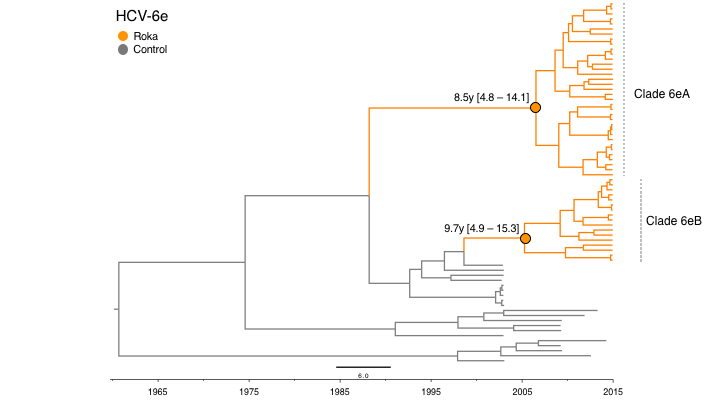 HCV-6e
Roka
Control
8.5y [4.8 – 14.1]
Clade 6eA
9.7y [4.9 – 15.3]
Clade 6eB
6.0
1965 1975 1985 1995 2005 2015